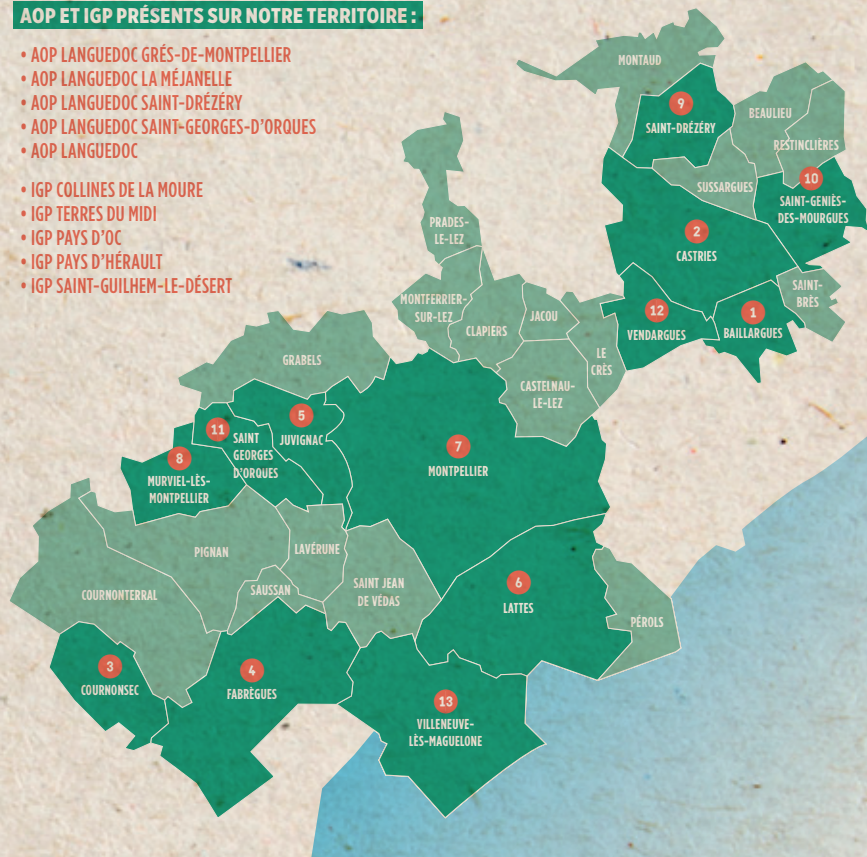 AOP ET IGP PRÉSENTS SUR NOTRE TERRITOIRE :
• AOP LANGUEDOC GRÉS-DE-MONTPELLIER
• AOP LANGUEDOC LA MÉJANELLE
• AOP LANGUEDOC SAINT-DRÉZÉRY
• AOP LANGUEDOC SAINT-GEORGES-D'ORQUES
• AOP LANGUEDOC
• IGP COLLINES DE LA MOURE
• IGP TERRES DU MIDI
• IGP PAYS D'OC
• IGP PAYS D'HÉRAULT
• IGP SAINT-GUILHEM-LE-DÉSERT
MONTAUD
9
SAINT-DRÉZÉRY
BEAULIEU
RESTINCLIÈRES
SUSSARGUES
10
SAINT-GENIÈS-
DES-MOURGUES
2
CASTRIES
PRADES-
LE-LEZ
SAINT-
BRÈS
12
VENDARGUES
1
BAILLARGUES
MONTFERRIER-
SUR-LEZ
CLAPIERS
JACOU
LE
CRÈS
CASTELNAU-
LE-LEZ
GRABELS
5
JUVIGNAC
11
SAINT
GEORGES
D'ORQUES
8
MURVIEL-LÈS-
MONTPELLIER
7
MONTPELLIER
PIGNAN
LAVÉRUNE
COURNONTERRAL
SAUSSAN
SAINT JEAN
DE VÉDAS
6
LATTES
PÉROLS
3
COURNONSEC
4
FABRÈGUES
13
VILLENEUVE-
LÈS-MAGUELONE